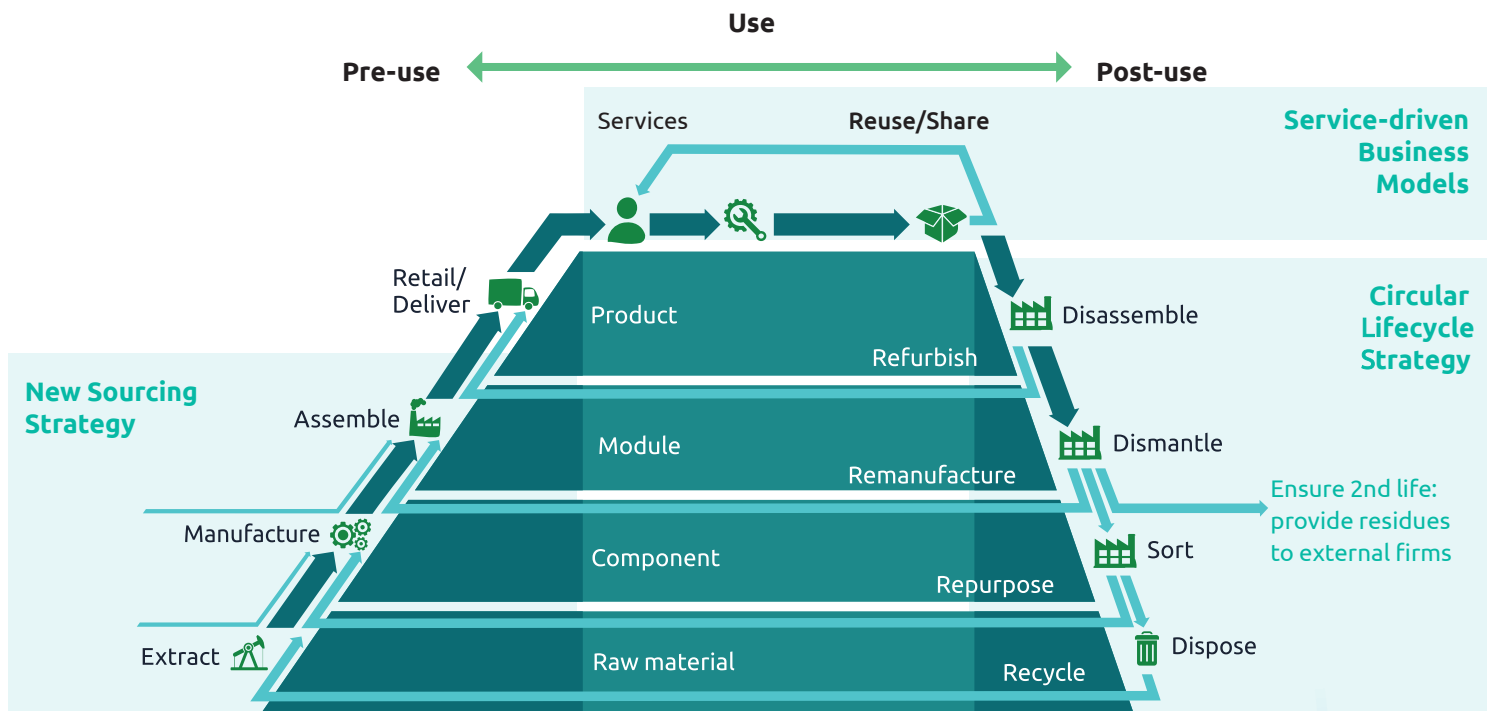 Use
Pre-use
Post-use
Services
Reuse/Share
Service-driven
Business
Models
Retail/
Deliver
Product
Refurbish
Disassemble
Circular
Lifecycle
Strategy
New Sourcing
Strategy
Assemble
Module
Remanufacture
Dismantle
Ensure 2nd life:
provide residues
to external firms
Manufacture
Component
Repurpose
Sort
Extract
Raw material
Recycle
Dispose